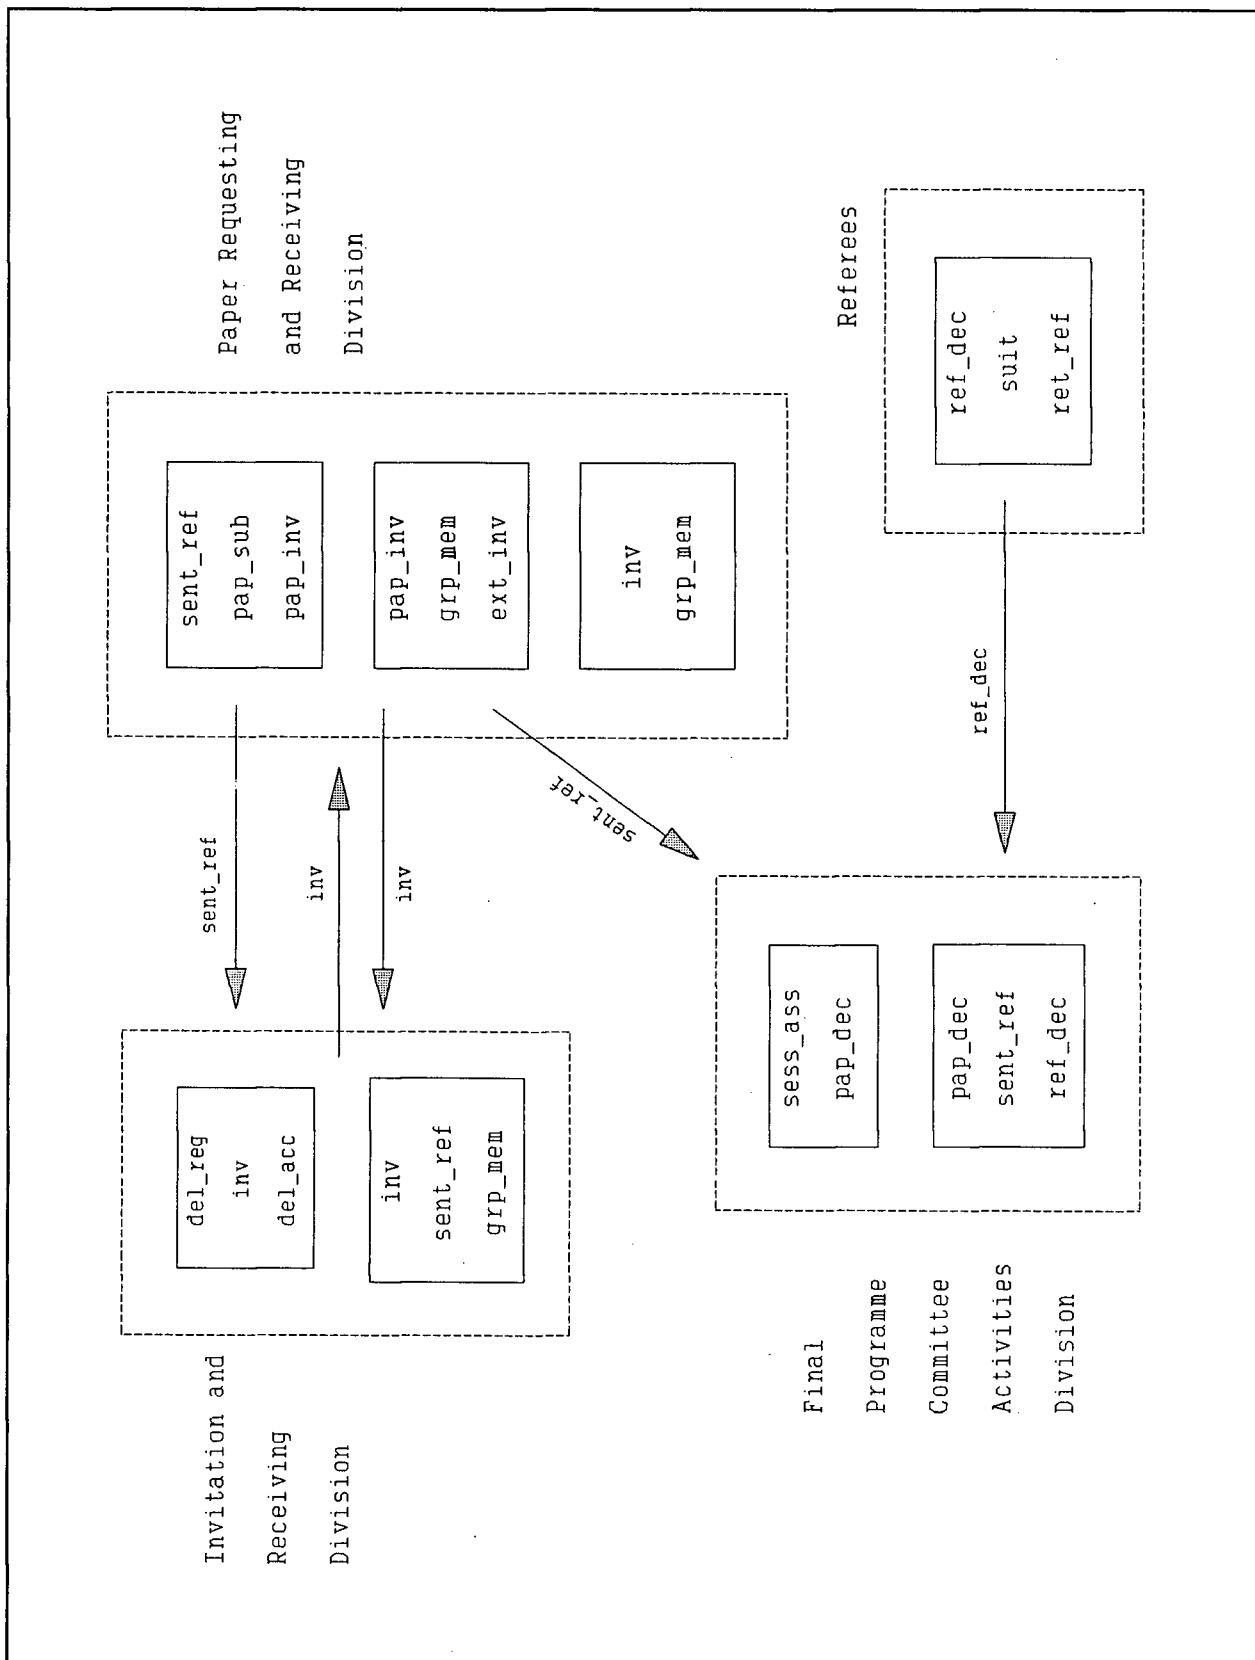 Invitation and
Receiving
Division
del_reg
inv
del_acc
inv
sent_ref
grp_mem
sent_ref
inv
inv
sent_ref
pap_sub
pap_inv
pap_inv
grp_mem
ext_inv
inv
grp_mem
Paper Requesting
and Receiving
Division
sent_ref
Final
Programme
Committee
Activities
Division
sess_ass
pap_dec
pap_dec
sent_ref
ref_dec
ref_dec
Referees
ref_dec
suit
ret_ref